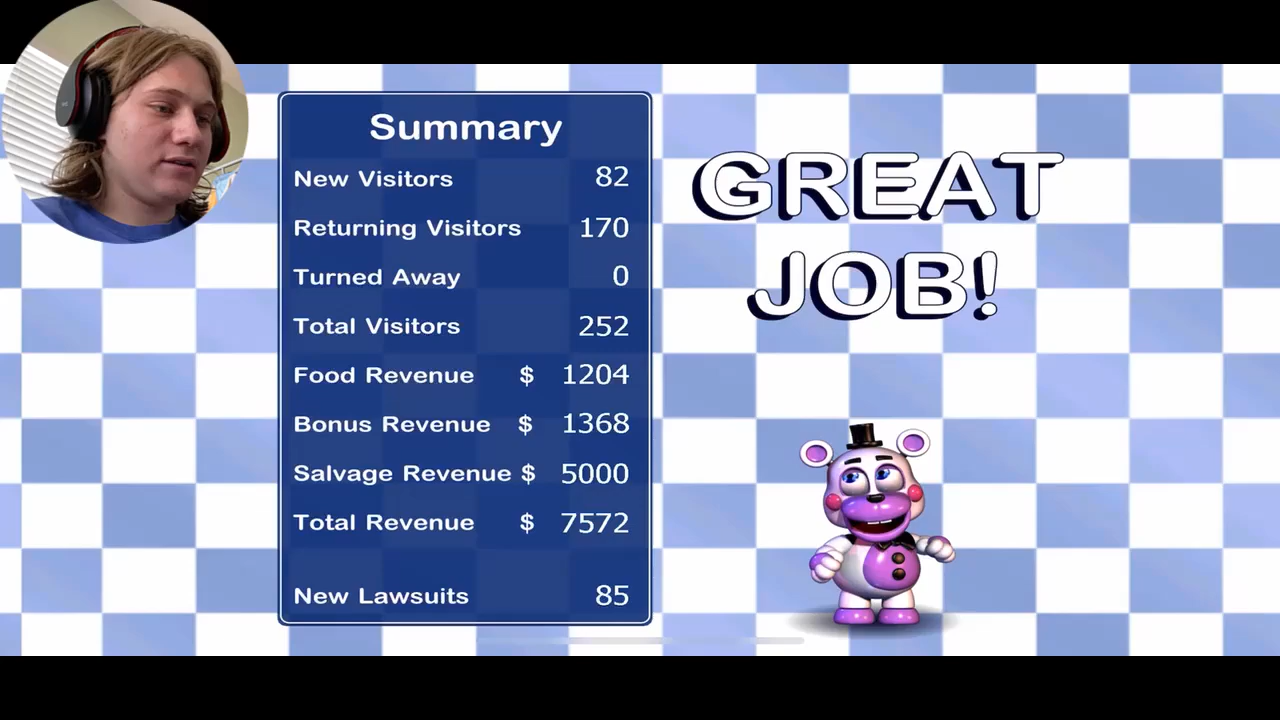 Summary
New Visitors 82
Returning Visitors 170
Turned Away 0
Total Visitors 252
Food Revenue $ 1204
Bonus Revenue $ 1368
Salvage Revenue $ 5000
Total Revenue $ 7572
New Lawsuits 85
GREAT
JOB!